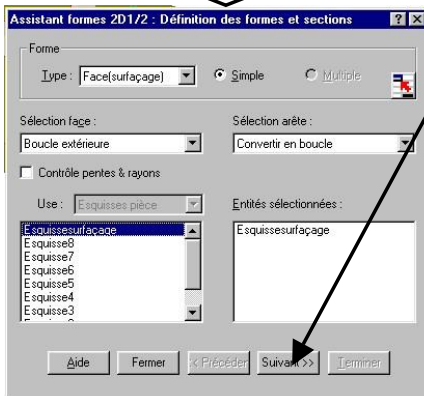 Assistant formes 2D1/2 : Définition des formes et sections
Forme
Type : Face(surfaçage) Simple Multiple
Sélection face : Sélection arête :
Boucle extérieure Convertir en boucle
Contrôle pentes & rayons
Use : Esquisses pièce Entités sélectionnées :
Esquissesurfaçage Esquissesurfaçage
Esquisse8
Esquisse7
Esquisse6
Esquisse5
Esquisse4
Esquisse3
Aide Fermer << Précéder Suivant >> Terminer